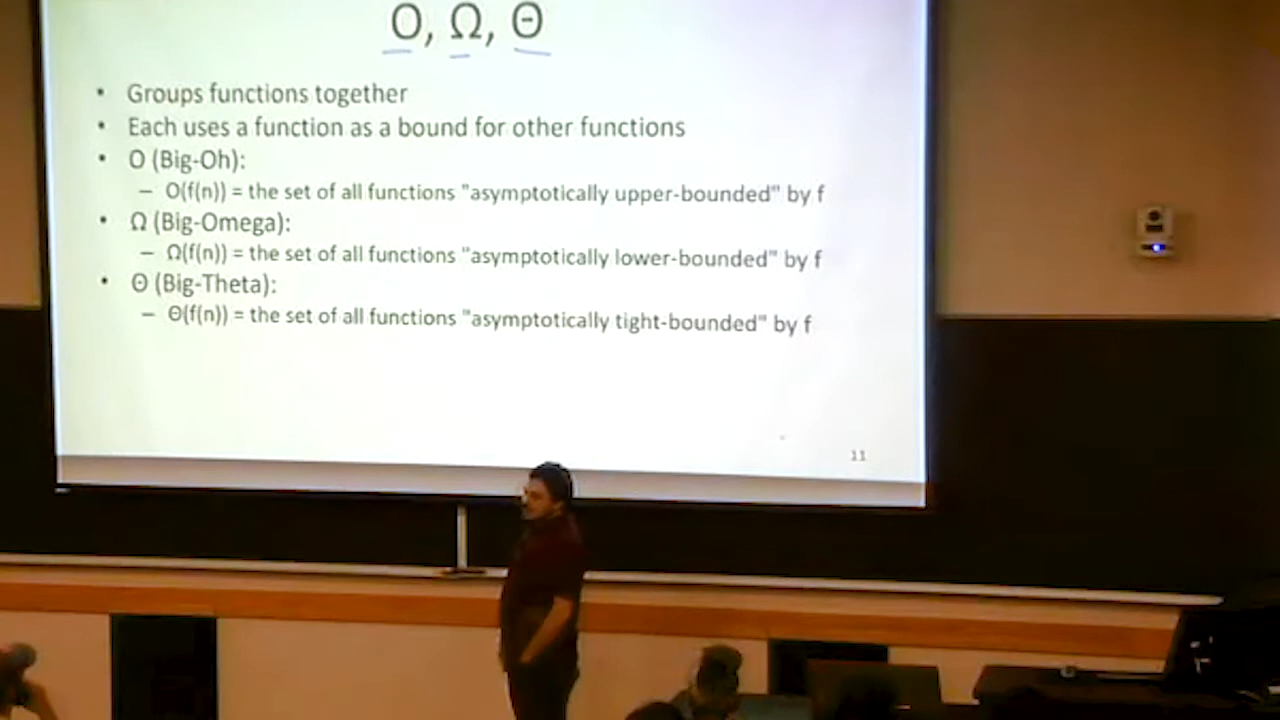 O, Ω, Θ
• Groups functions together
• Each uses a function as a bound for other functions
• O (Big-Oh):
– O(f(n)) = the set of all functions "asymptotically upper-bounded" by f
• Ω (Big-Omega):
– Ω(f(n)) = the set of all functions "asymptotically lower-bounded" by f
• Θ (Big-Theta):
– Θ(f(n)) = the set of all functions "asymptotically tight-bounded" by f
11